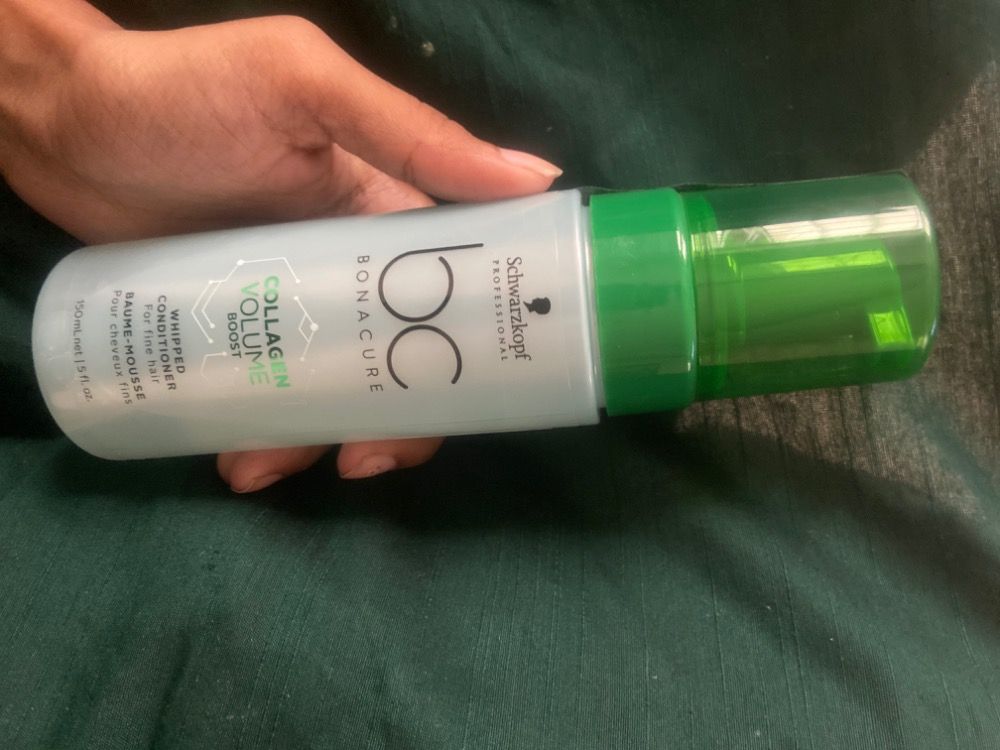 Schwarzkopf
PROFESSIONAL
bc
BONACURE
COLLAGEN
VOLUME
BOOST
WHIPPED
CONDITIONER
For fine hair
BAUME-MOUSSE
Pour cheveux fins
150mL net | 5 fl. oz.